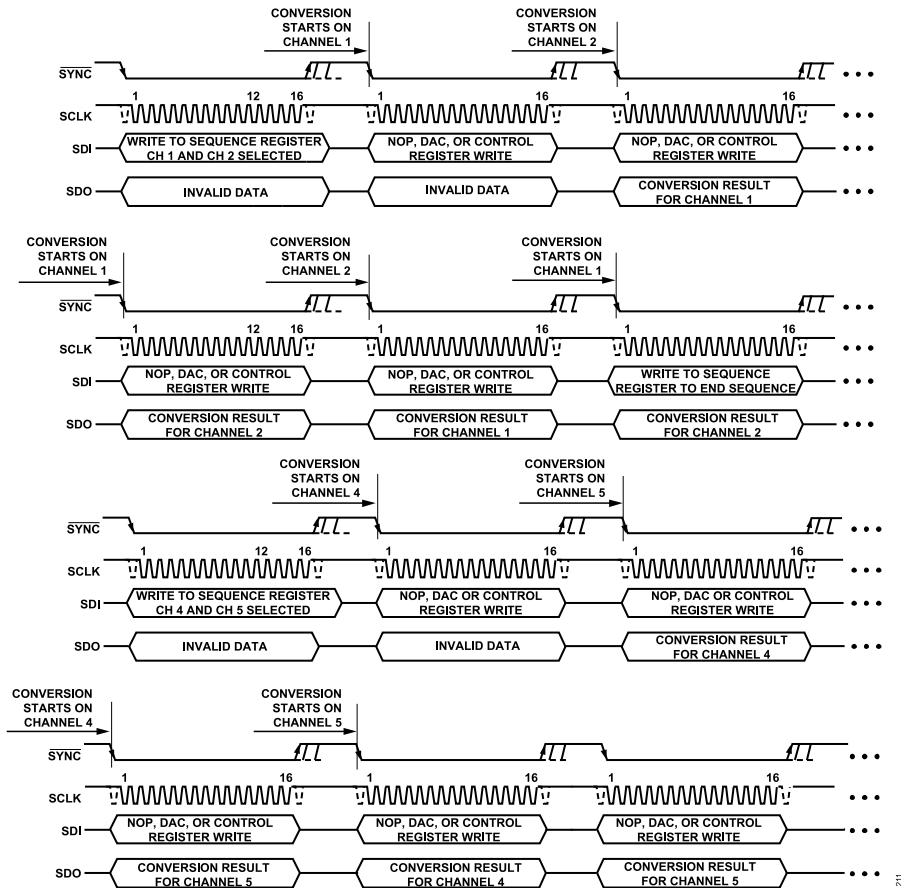 CONVERSION
STARTS ON
CHANNEL 1
CONVERSION
STARTS ON
CHANNEL 2
SYNC
1
12
16
1
16
1
16
SCLK
SDI
WRITE TO SEQUENCE REGISTER
CH 1 AND CH 2 SELECTED
NOP, DAC, OR CONTROL
REGISTER WRITE
NOP, DAC, OR CONTROL
REGISTER WRITE
SDO
INVALID DATA
INVALID DATA
CONVERSION RESULT
FOR CHANNEL 1
CONVERSION
STARTS ON
CHANNEL 1
CONVERSION
STARTS ON
CHANNEL 2
CONVERSION
STARTS ON
CHANNEL 1
SYNC
1
12
16
1
16
1
16
SCLK
SDI
NOP, DAC, OR CONTROL
REGISTER WRITE
NOP, DAC, OR CONTROL
REGISTER WRITE
WRITE TO SEQUENCE
REGISTER TO END SEQUENCE
SDO
CONVERSION RESULT
FOR CHANNEL 2
CONVERSION RESULT
FOR CHANNEL 1
CONVERSION RESULT
FOR CHANNEL 2
CONVERSION
STARTS ON
CHANNEL 4
CONVERSION
STARTS ON
CHANNEL 5
SYNC
1
12
16
1
16
1
16
SCLK
SDI
WRITE TO SEQUENCE REGISTER
CH 4 AND CH 5 SELECTED
NOP, DAC OR CONTROL
REGISTER WRITE
NOP, DAC OR CONTROL
REGISTER WRITE
SDO
INVALID DATA
INVALID DATA
CONVERSION RESULT
FOR CHANNEL 4
CONVERSION
STARTS ON
CHANNEL 4
CONVERSION
STARTS ON
CHANNEL 5
SYNC
1
16
1
16
1
16
SCLK
SDI
NOP, DAC, OR CONTROL
REGISTER WRITE
NOP, DAC, OR CONTROL
REGISTER WRITE
NOP, DAC, OR CONTROL
REGISTER WRITE
SDO
CONVERSION RESULT
FOR CHANNEL 5
CONVERSION RESULT
FOR CHANNEL 4
CONVERSION RESULT
FOR CHANNEL 5
211